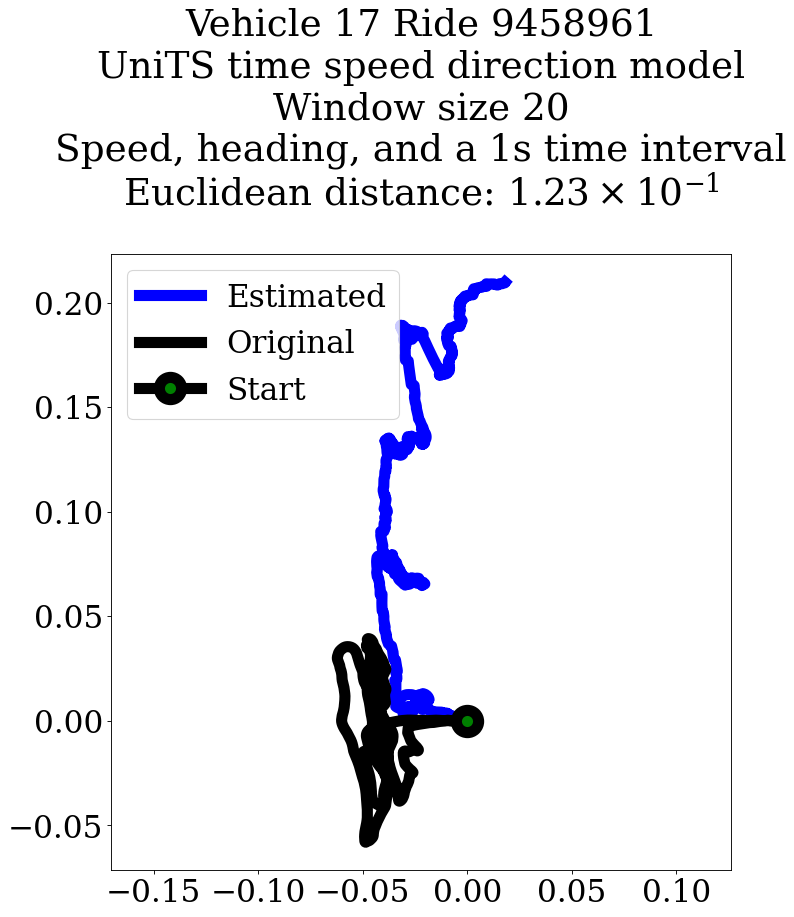 Vehicle 17 Ride 9458961
UniTS time speed direction model
Window size 20
Speed, heading, and a 1s time interval
Euclidean distance: 1.23 × 10⁻¹
Estimated
Original
Start
0.20
0.15
0.10
0.05
0.00
−0.05
−0.15 −0.10 −0.05 0.00 0.05 0.10